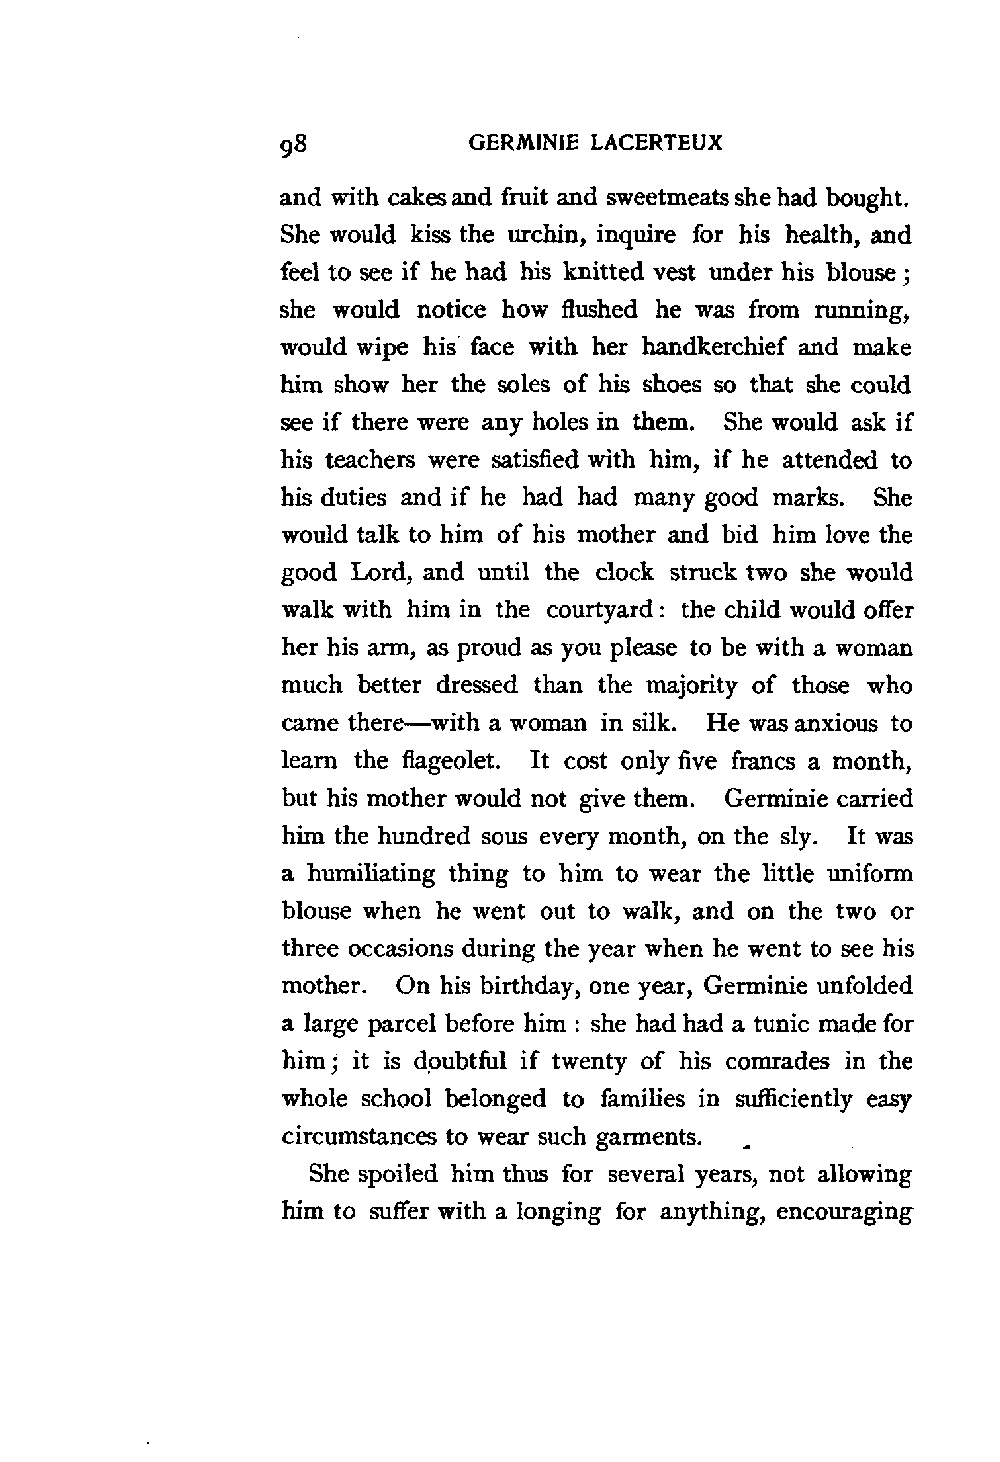 98 GERMINIE LACERTEUX
and with cakes and fruit and sweetmeats she had bought.
She would kiss the urchin, inquire for his health, and
feel to see if he had his knitted vest under his blouse;
she would notice how flushed he was from running,
would wipe his face with her handkerchief and make
him show her the soles of his shoes so that she could
see if there were any holes in them. She would ask if
his teachers were satisfied with him, if he attended to
his duties and if he had had many good marks. She
would talk to him of his mother and bid him love the
good Lord, and until the clock struck two she would
walk with him in the courtyard: the child would offer
her his arm, as proud as you please to be with a woman
much better dressed than the majority of those who
came there—with a woman in silk. He was anxious to
learn the flageolet. It cost only five francs a month,
but his mother would not give them. Germinie carried
him the hundred sous every month, on the sly. It was
a humiliating thing to him to wear the little uniform
blouse when he went out to walk, and on the two or
three occasions during the year when he went to see his
mother. On his birthday, one year, Germinie unfolded
a large parcel before him: she had had a tunic made for
him; it is doubtful if twenty of his comrades in the
whole school belonged to families in sufficiently easy
circumstances to wear such garments.
She spoiled him thus for several years, not allowing
him to suffer with a longing for anything, encouraging